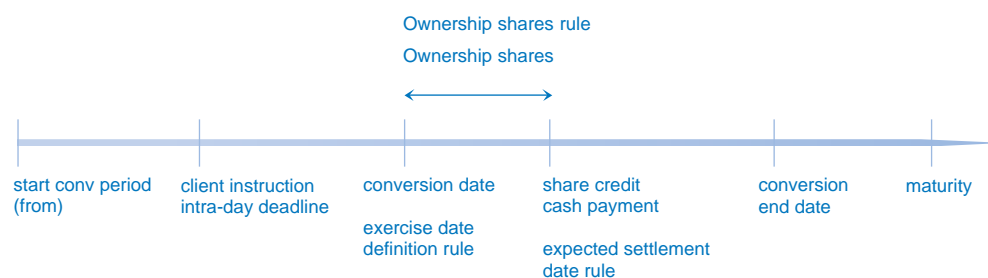 Ownership shares rule
Ownership shares
start conv period
(from)
client instruction
intra-day deadline
conversion date
exercise date
definition rule
share credit
cash payment
expected settlement
date rule
conversion
end date
maturity